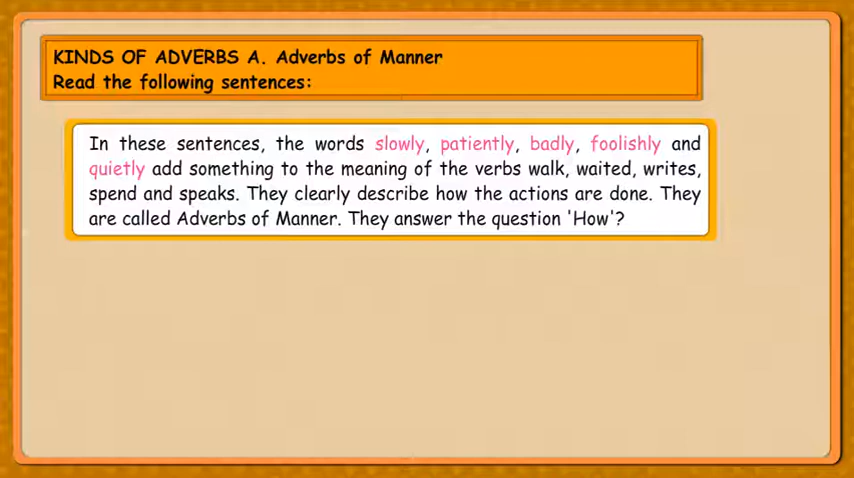 KINDS OF ADVERBS A. Adverbs of Manner
Read the following sentences:
In these sentences, the words slowly, patiently, badly, foolishly and
quietly add something to the meaning of the verbs walk, waited, writes,
spend and speaks. They clearly describe how the actions are done. They
are called Adverbs of Manner. They answer the question 'How'?